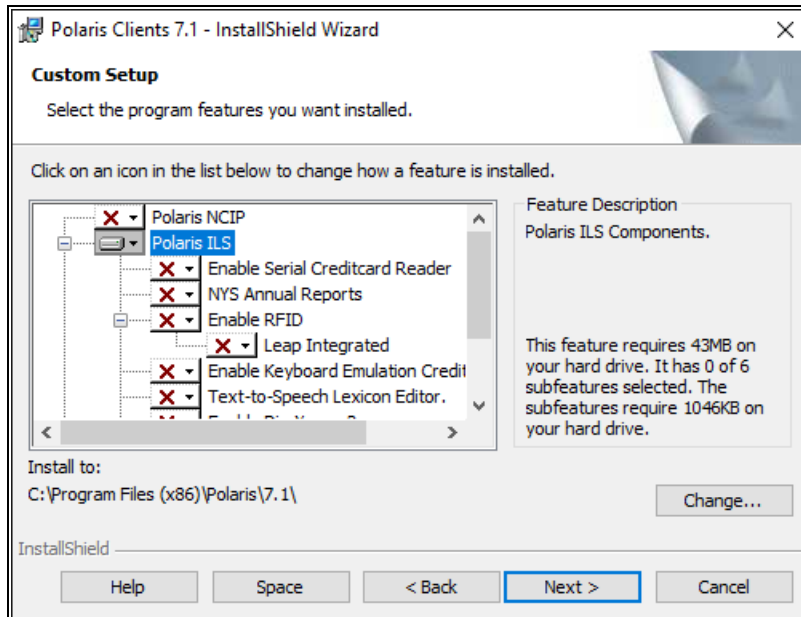 Polaris Clients 7.1 - InstallShield Wizard
Custom Setup
Select the program features you want installed.
Click on an icon in the list below to change how a feature is installed.
Polaris NCIP
Polaris ILS
Enable Serial Creditcard Reader
NYS Annual Reports
Enable RFID
Leap Integrated
Enable Keyboard Emulation Credit
Text-to-Speech Lexicon Editor.
Feature Description
Polaris ILS Components.
This feature requires 43MB on
your hard drive. It has 0 of 6
subfeatures selected. The
subfeatures require 1046KB on
your hard drive.
Install to:
C:\Program Files (x86)\Polaris\7.1\
Change...
InstallShield
Help
Space
< Back
Next >
Cancel